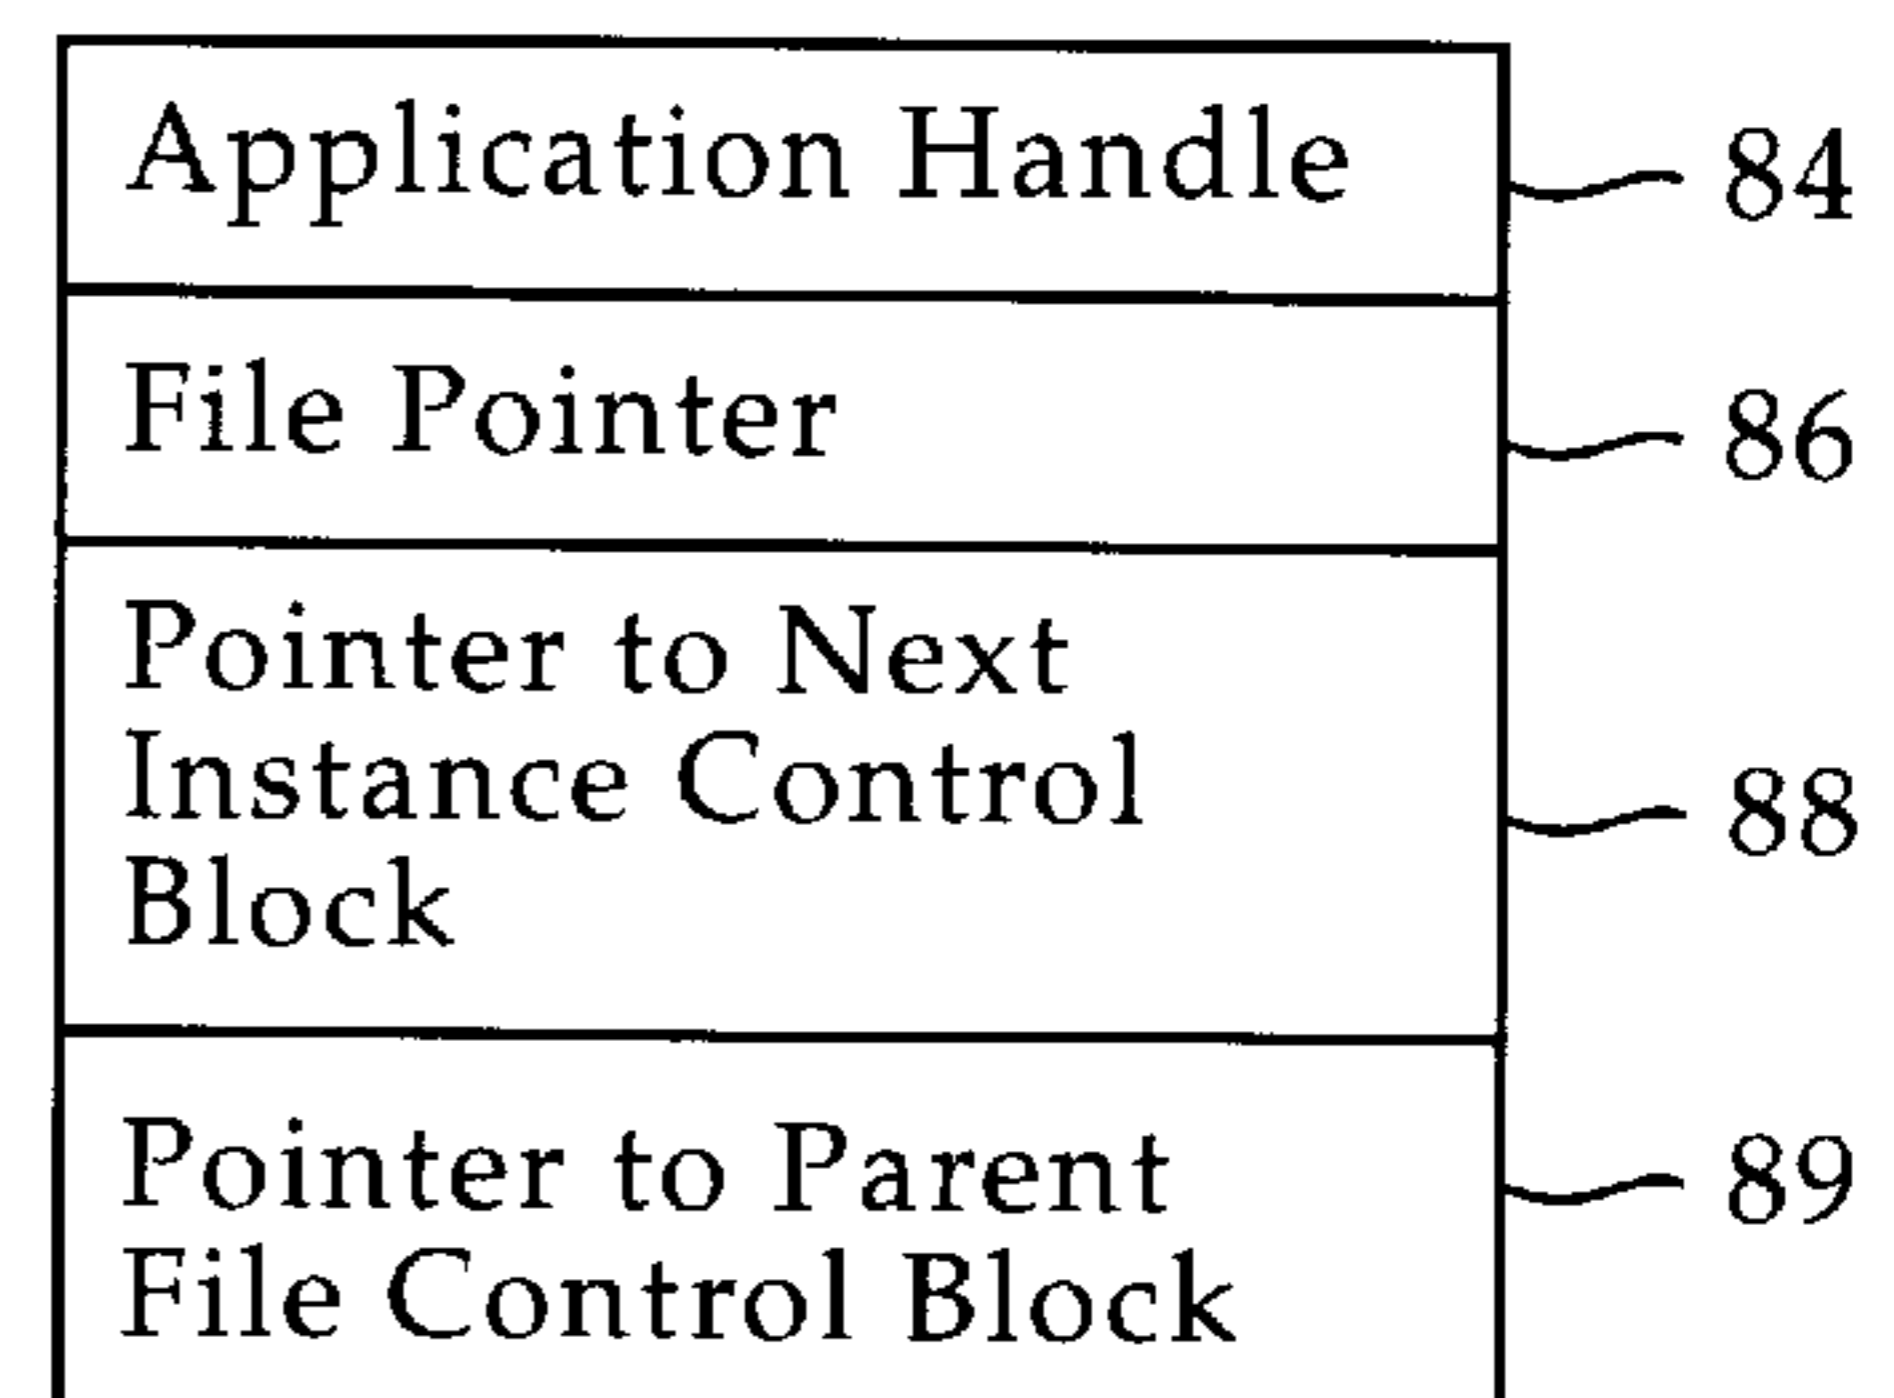 Application Handle 84
File Pointer 86
Pointer to Next
Instance Control 88
Block
Pointer to Parent 89
File Control Block